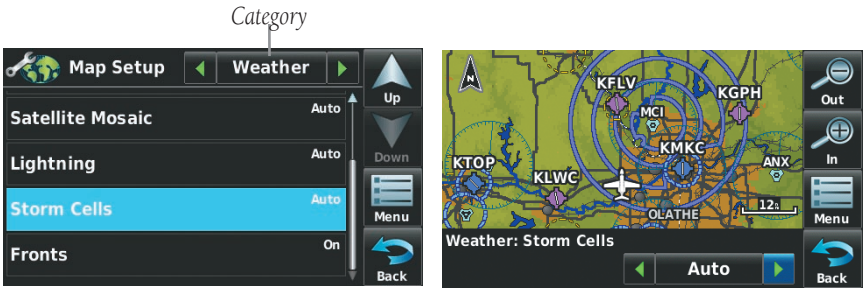 Category
Map Setup
Weather
Up
Satellite Mosaic
Auto
Down
Lightning
Auto
Storm Cells
Auto
Menu
Fronts
On
Back
N
KFLV
KGPH
Out
MCI
KMKC
KTOP
KLWC
ANX
In
OLATHE
12
Menu
Weather: Storm Cells
Auto
Back